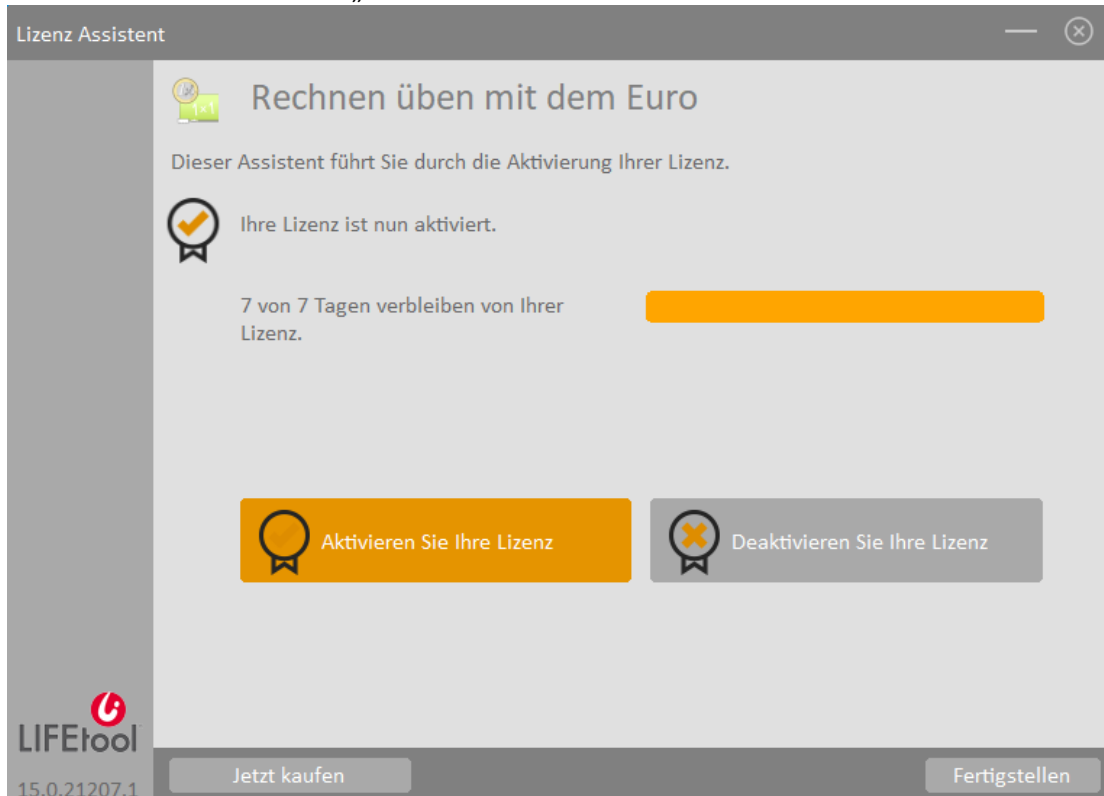 „
Lizenz Assistent
Rechnen üben mit dem Euro
Dieser Assistent führt Sie durch die Aktivierung Ihrer Lizenz.
Ihre Lizenz ist nun aktiviert.
7 von 7 Tagen verbleiben von Ihrer
Lizenz.
Aktivieren Sie Ihre Lizenz
Deaktivieren Sie Ihre Lizenz
LIFEtool
15.0.21207.1
Jetzt kaufen
Fertigstellen